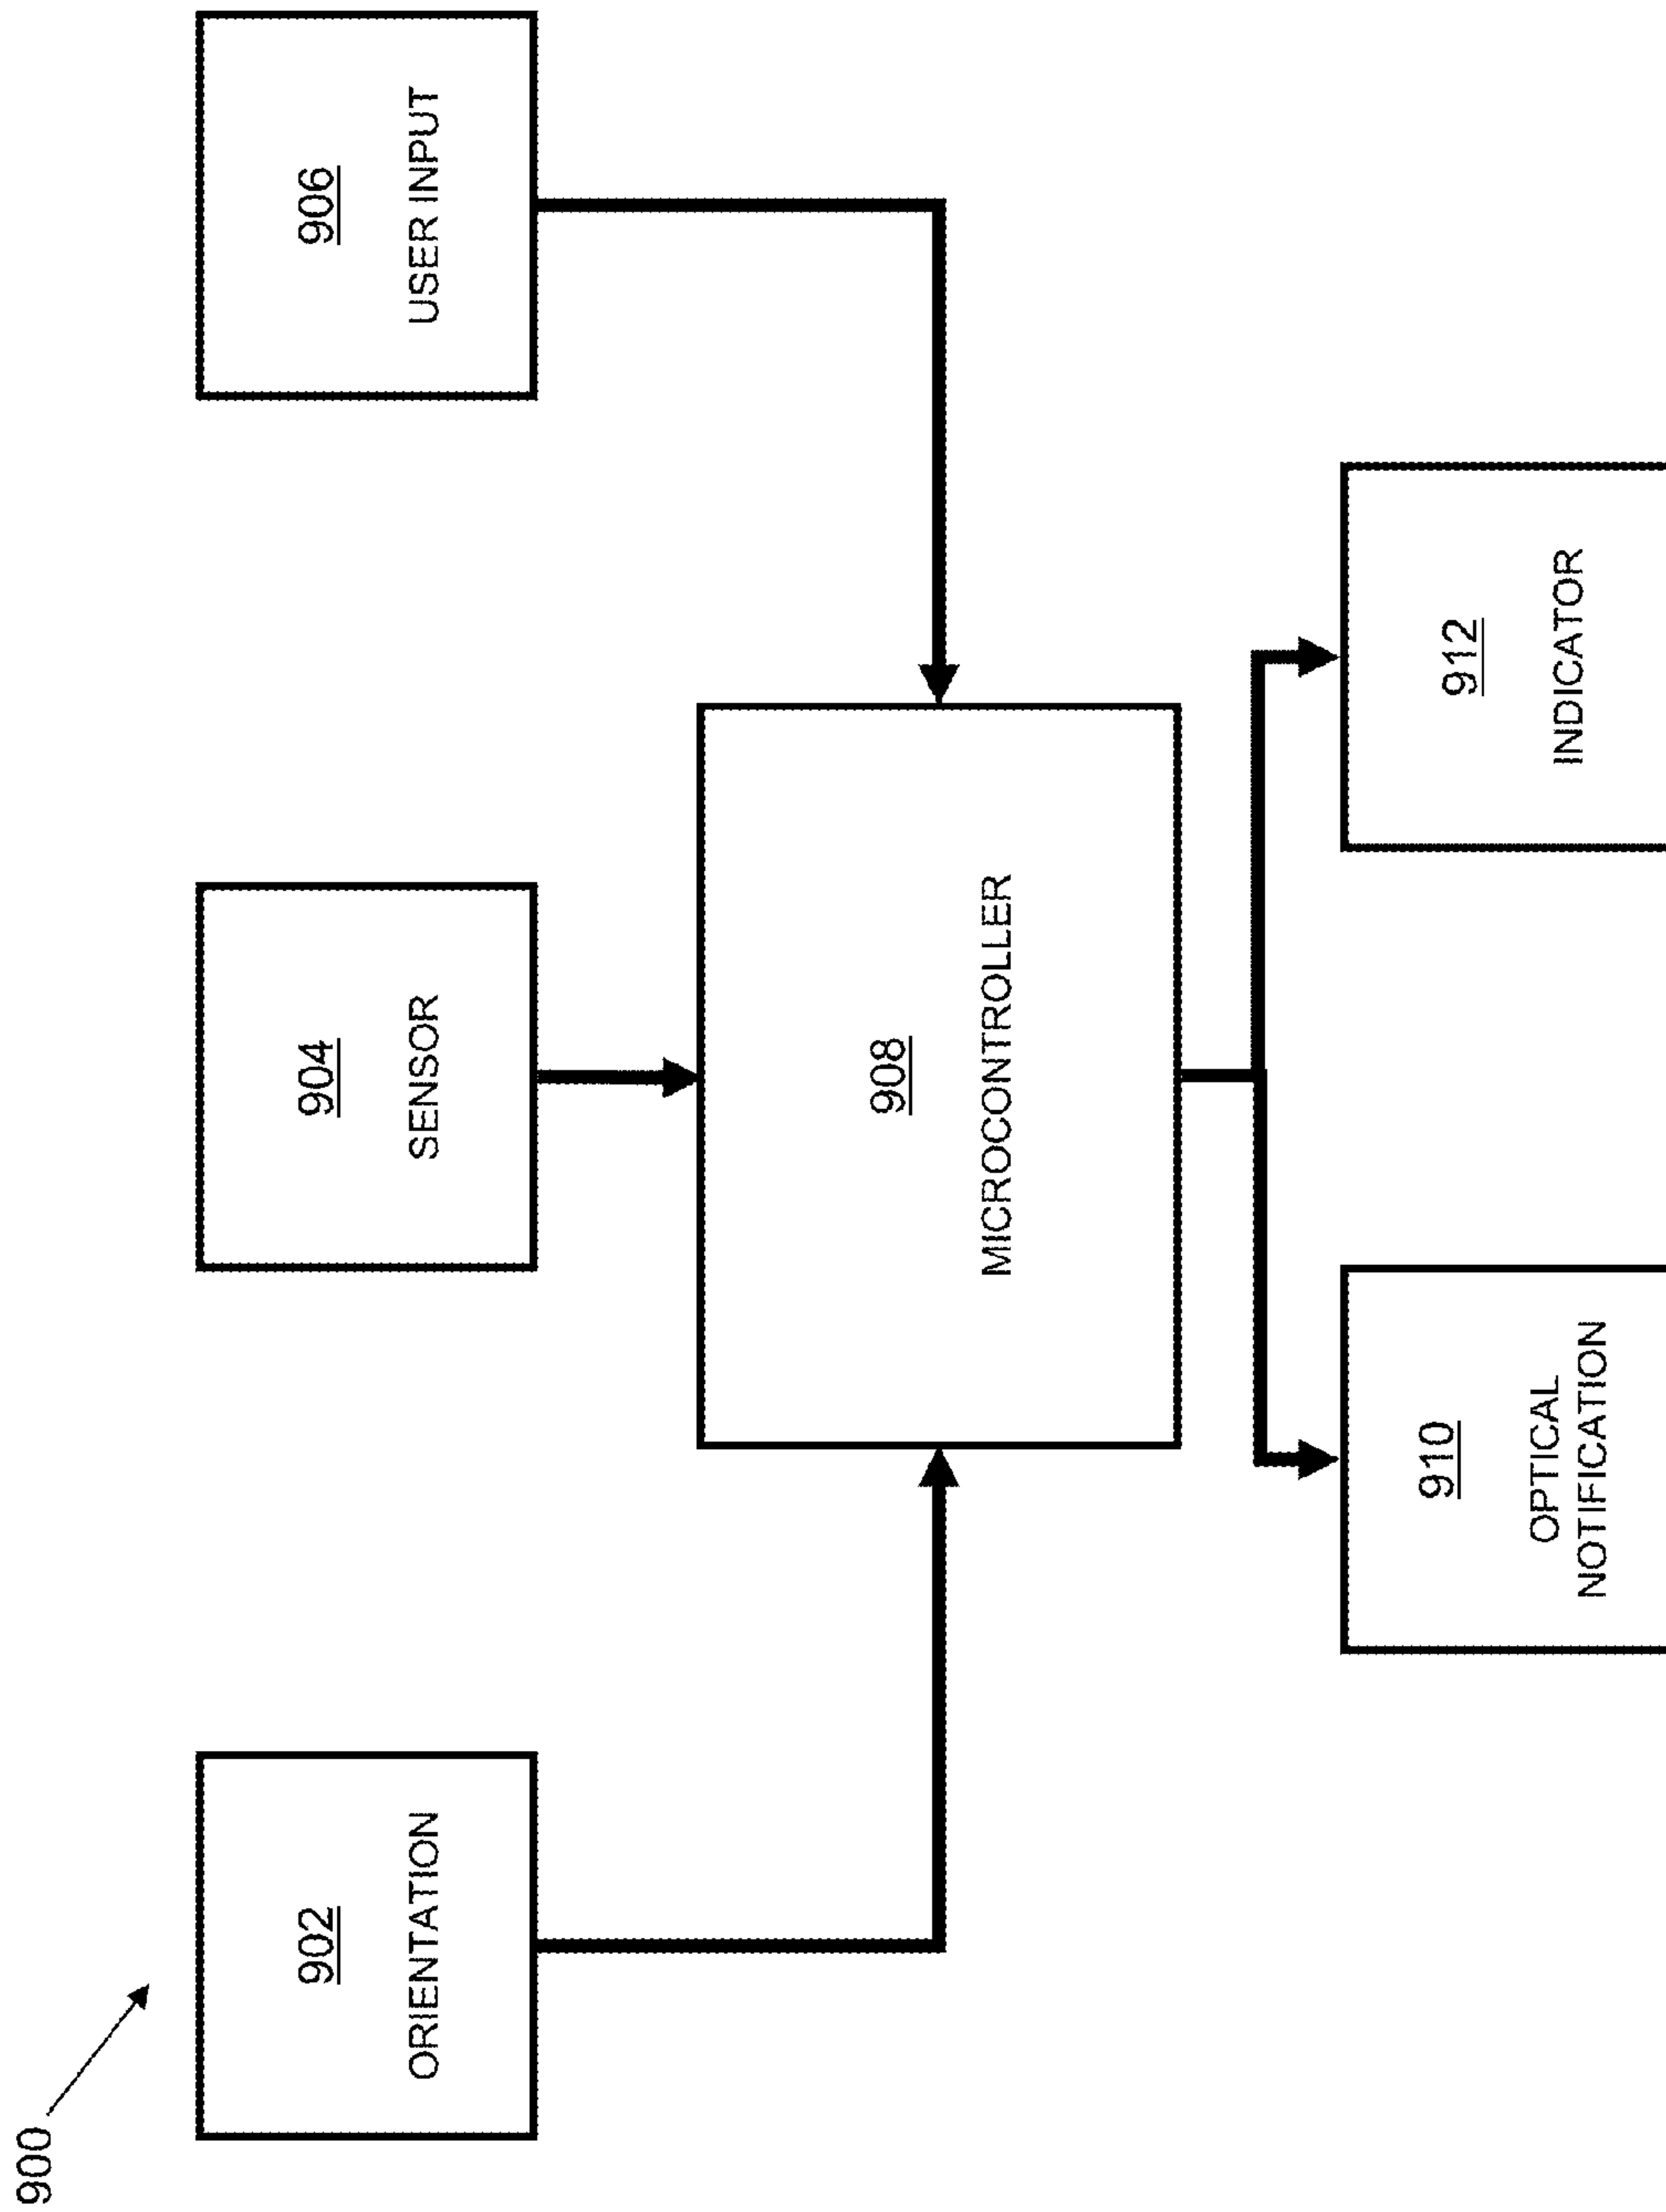 900
902
ORIENTATION
904
SENSOR
906
USER INPUT
908
MICROCONTROLLER
910
OPTICAL
NOTIFICATION
912
INDICATOR